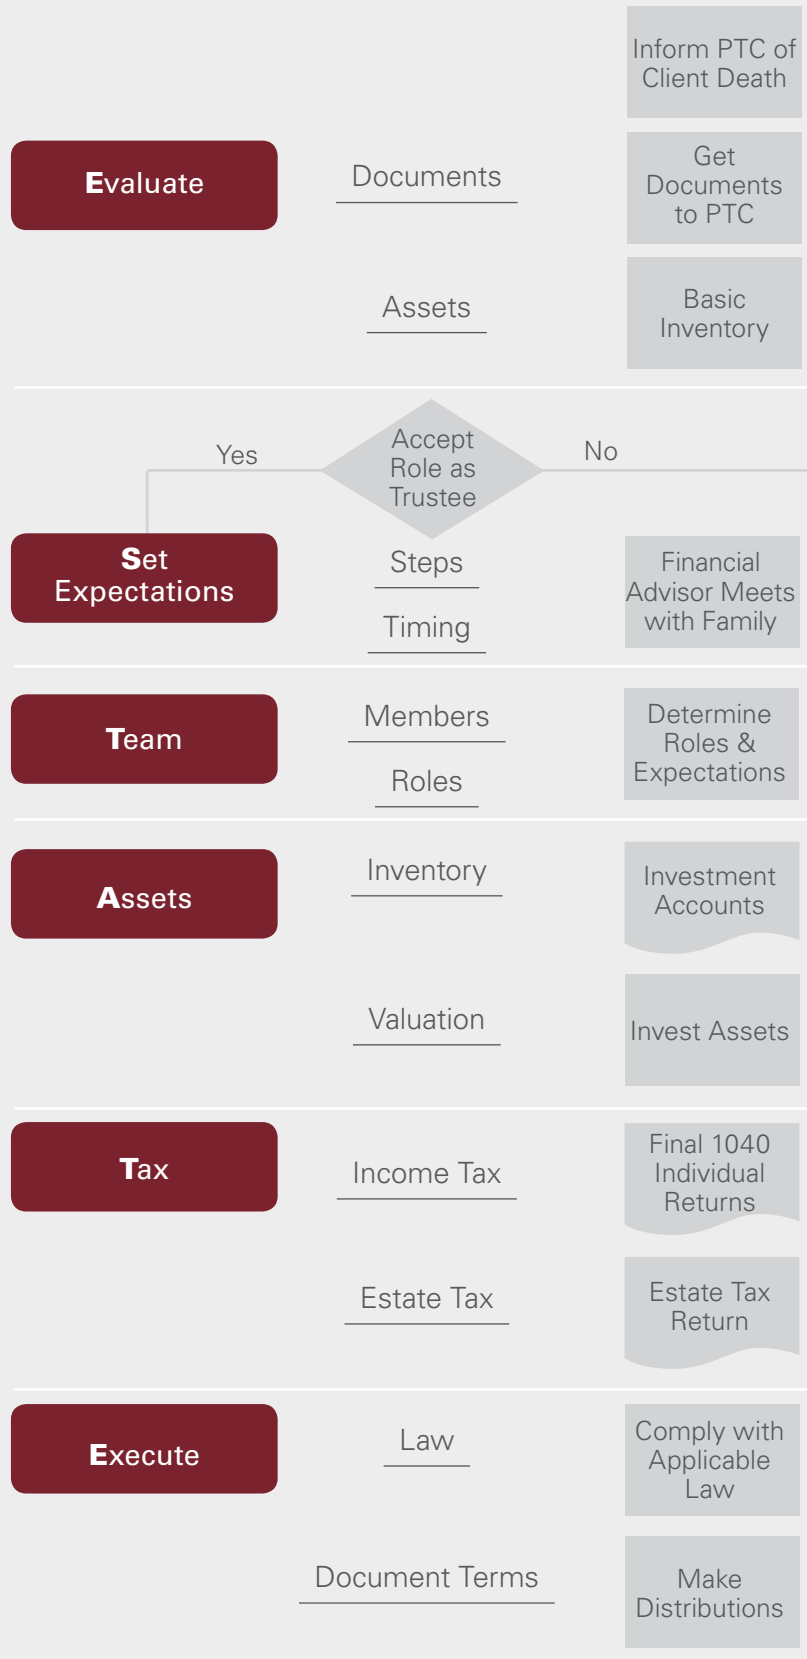 Inform PTC of
Client Death
Evaluate
Documents
Get
Documents
to PTC
Assets
Basic
Inventory
Yes
Accept
Role as
Trustee
No
Set
Expectations
Steps
Timing
Financial
Advisor Meets
with Family
Team
Members
Roles
Determine
Roles &
Expectations
Assets
Inventory
Investment
Accounts
Valuation
Invest Assets
Tax
Income Tax
Final 1040
Individual
Returns
Estate Tax
Estate Tax
Return
Execute
Law
Comply with
Applicable
Law
Document Terms
Make
Distributions